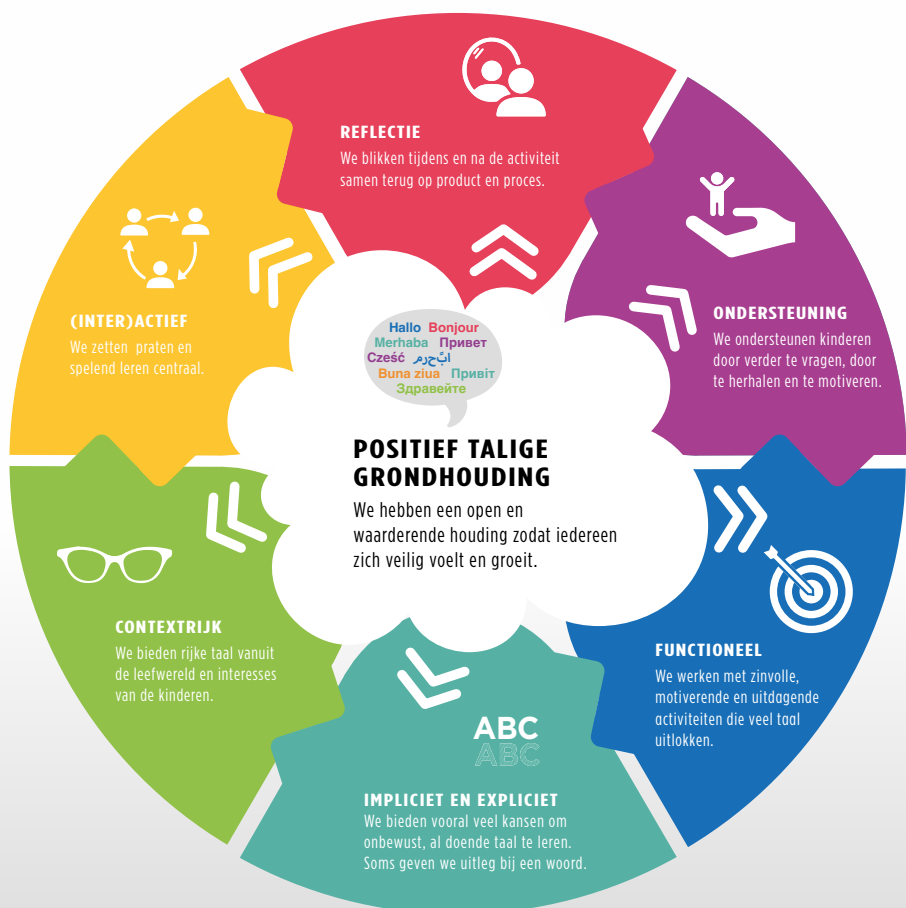 REFLECTIE
We blikken tijdens en na de activiteit
samen terug op product en proces.
ONDERSTEUNING
We ondersteunen kinderen
door verder te vragen, door
te herhalen en te motiveren.
FUNCTIONEEL
We werken met zinvolle,
motiverende en uitdagende
activiteiten die veel taal
uitlokken.
ABC
ABC
IMPLICIET EN EXPLICIET
We bieden vooral veel kansen om
onbewust, al doende taal te leren.
Soms geven we uitleg bij een woord.
CONTEXTRIJK
We bieden rijke taal vanuit
de leefwereld en interesses
van de kinderen.
(INTER)ACTIEF
We zetten praten en
spelend leren centraal.
Hallo Bonjour
Merhaba Привет
Cześć
Buna ziua Привіт
Здравейте
POSITIEF TALIGE
GRONDHOUDING
We hebben een open en
waarderende houding zodat iedereen
zich veilig voelt en groeit.